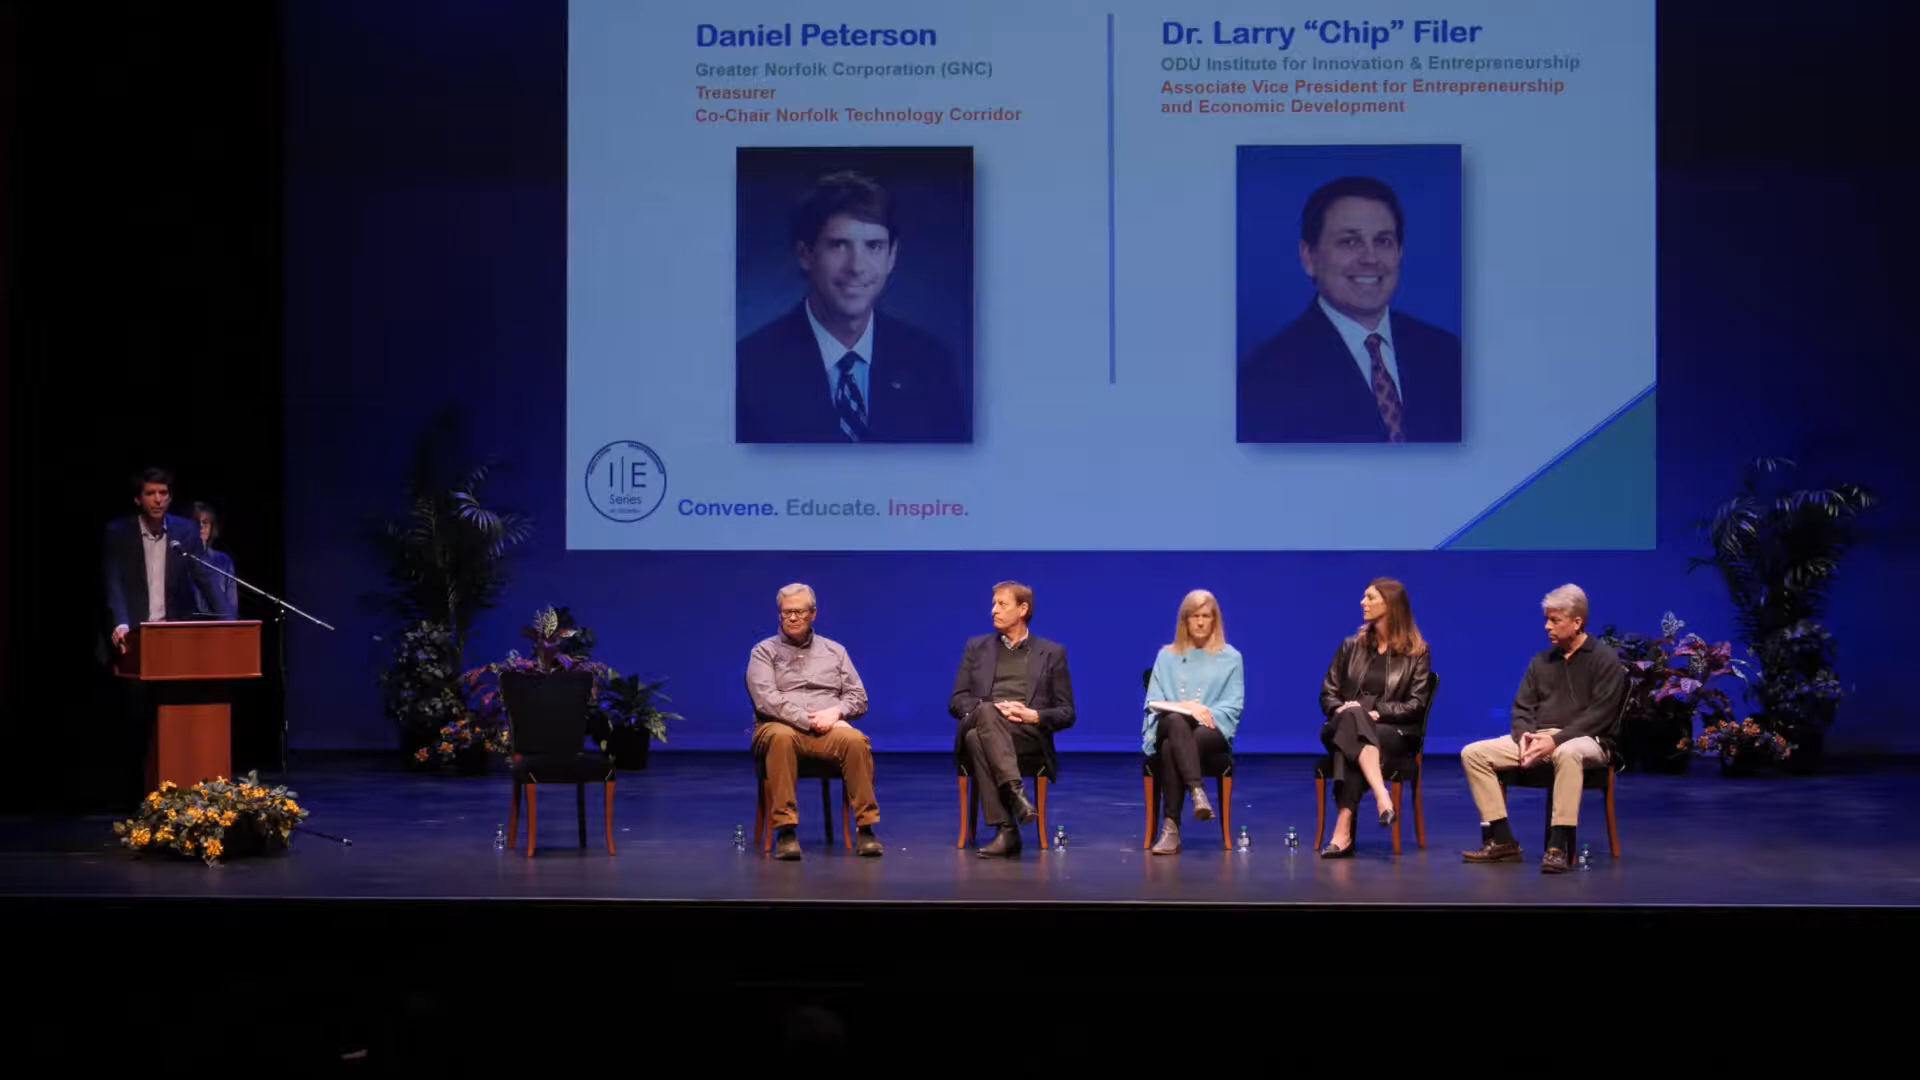 Daniel Peterson
Greater Norfolk Corporation (GNC)
Treasurer
Co-Chair Norfolk Technology Corridor
Dr. Larry “Chip” Filer
ODU Institute for Innovation & Entrepreneurship
Associate Vice President for Entrepreneurship
and Economic Development
I|E
Series
Convene. Educate. Inspire.